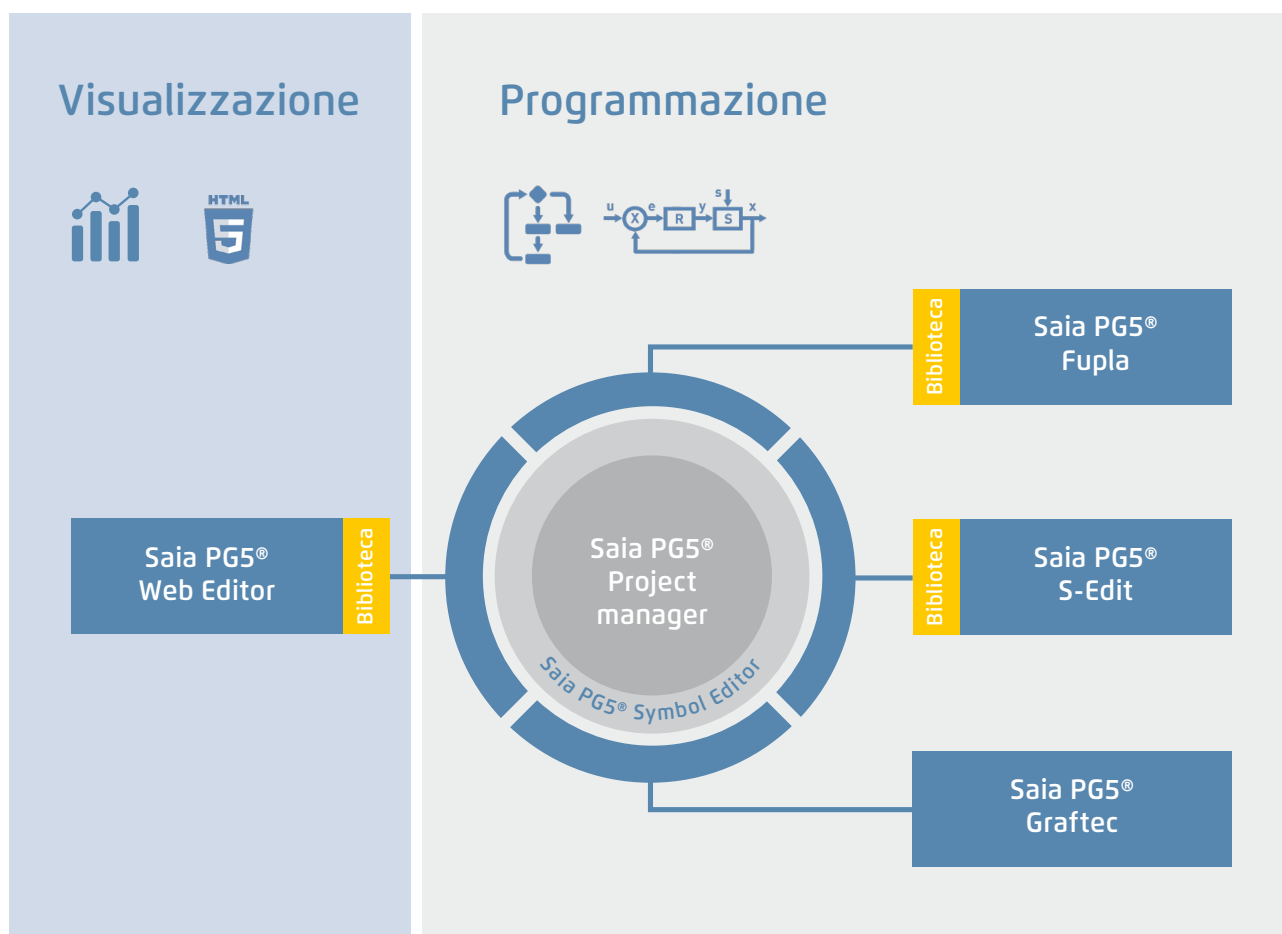 Visualizzazione
HTML
5
Programmazione
u
X
e
R
y
s
S
x
Biblioteca
Saia PG5®
Fupla
Saia PG5®
Web Editor
Biblioteca
Saia PG5®
Project
manager
Saia PG5® Symbol Editor
Biblioteca
Saia PG5®
S-Edit
Saia PG5®
Graftec